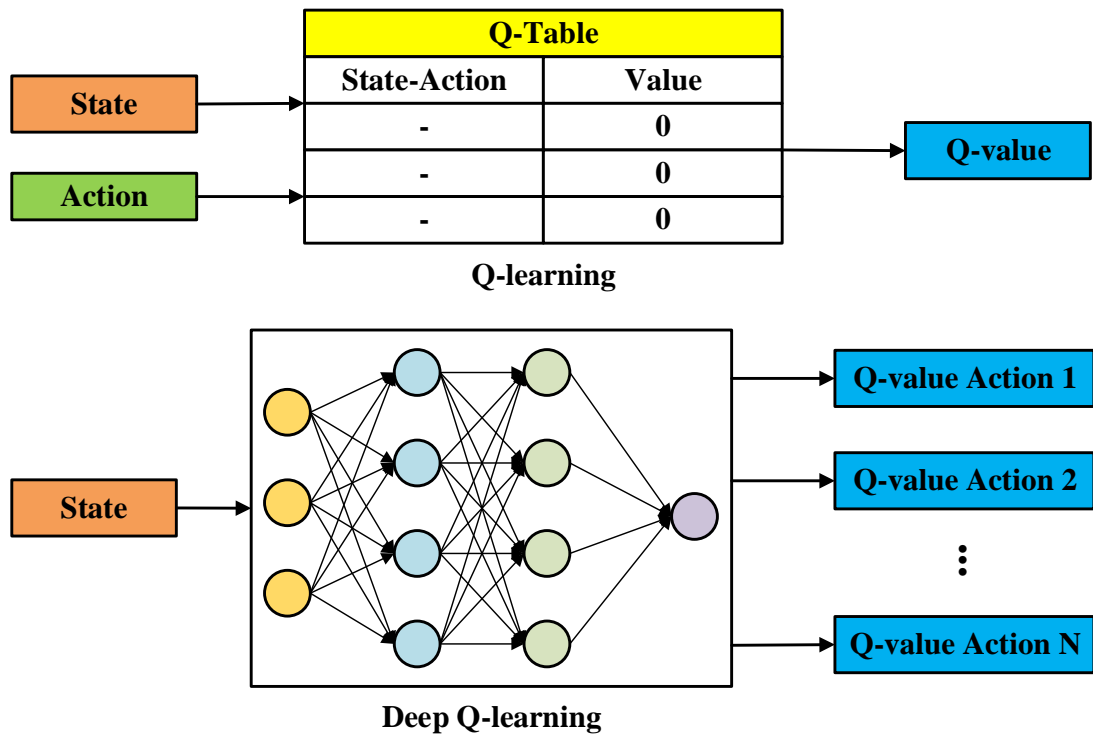 Q-Table
State-Action Value
State
- 0
Action
- 0
- 0
Q-value
Q-learning
State
Q-value Action 1
Q-value Action 2
⋮
Q-value Action N
Deep Q-learning